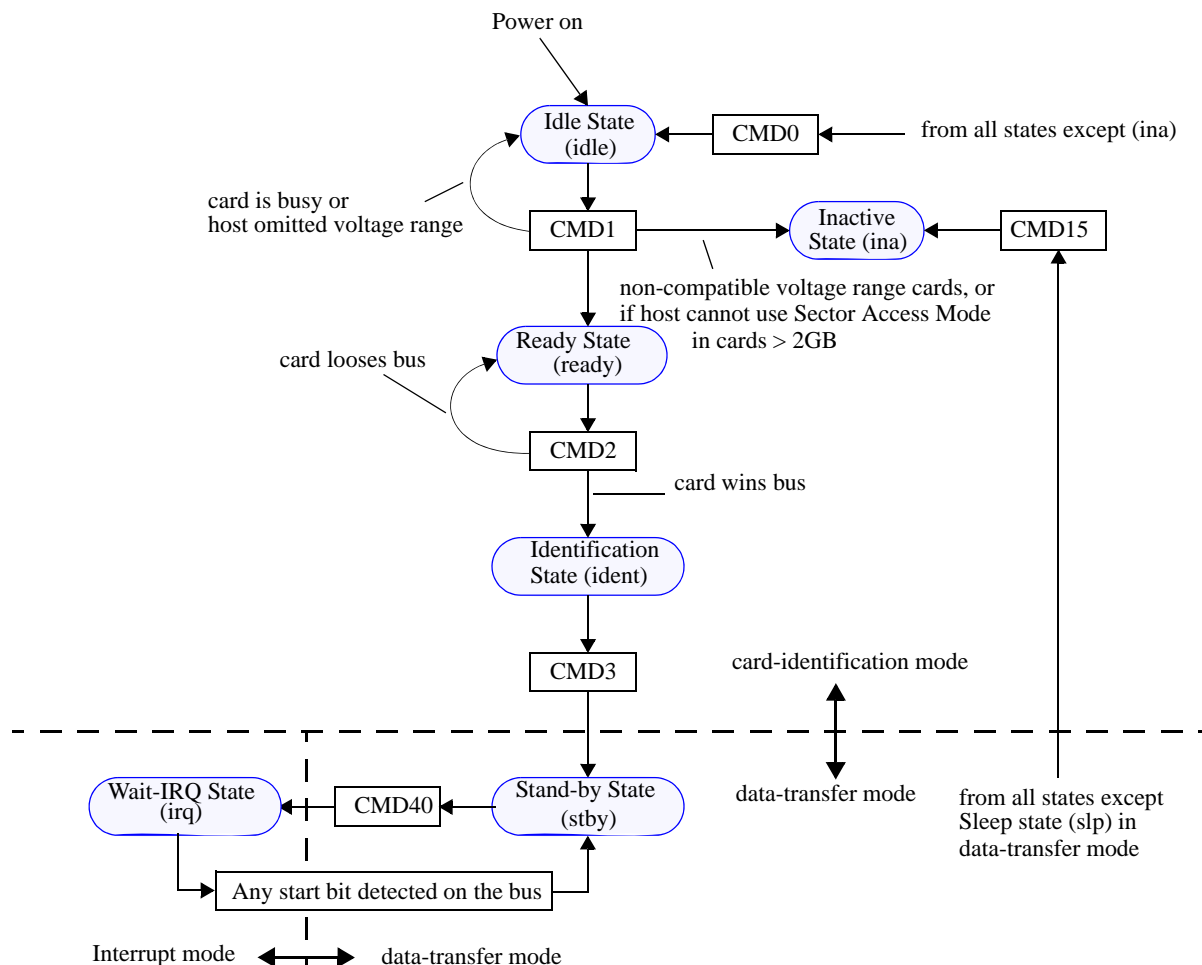 Power on
Idle State
(idle)
CMD0
from all states except (ina)
card is busy or
host omitted voltage range
CMD1
Inactive
State (ina)
CMD15
non-compatible voltage range cards, or
if host cannot use Sector Access Mode
in cards > 2GB
Ready State
(ready)
card looses bus
CMD2
card wins bus
Identification
State (ident)
CMD3
card-identification mode
data-transfer mode
Wait-IRQ State
(irq)
CMD40
Stand-by State
(stby)
from all states except
Sleep state (slp) in
data-transfer mode
Any start bit detected on the bus
Interrupt mode
data-transfer mode